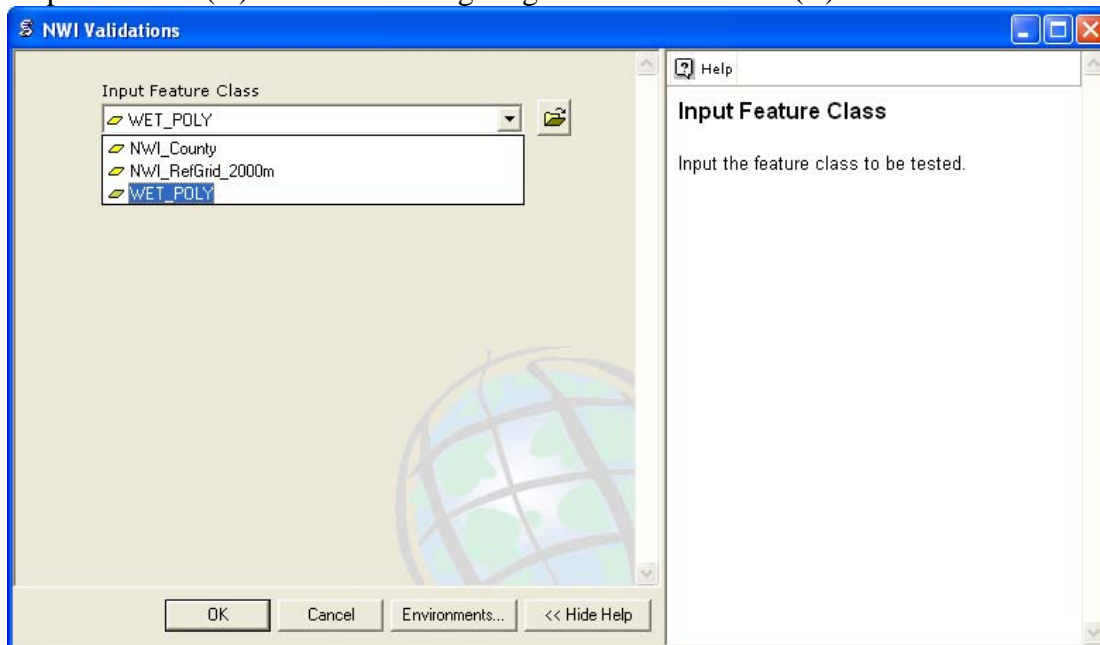 NWI Validations
Input Feature Class
WET_POLY
NWI_County
NWI_RefGrid_2000m
WET_POLY
OK
Cancel
Environments...
<< Hide Help
Help
Input Feature Class
Input the feature class to be tested.